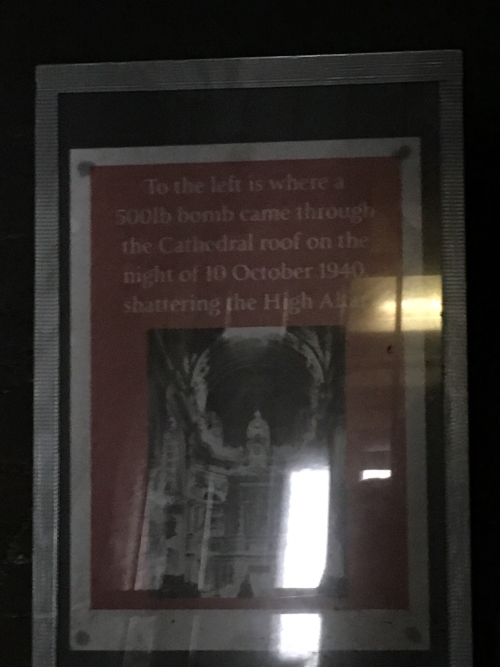 To the left is where a
500lb bomb came through
the Cathedral roof on the
night of 10 October 1940,
shattering the High Altar